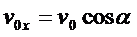 v₀ₓ = v₀ cosα